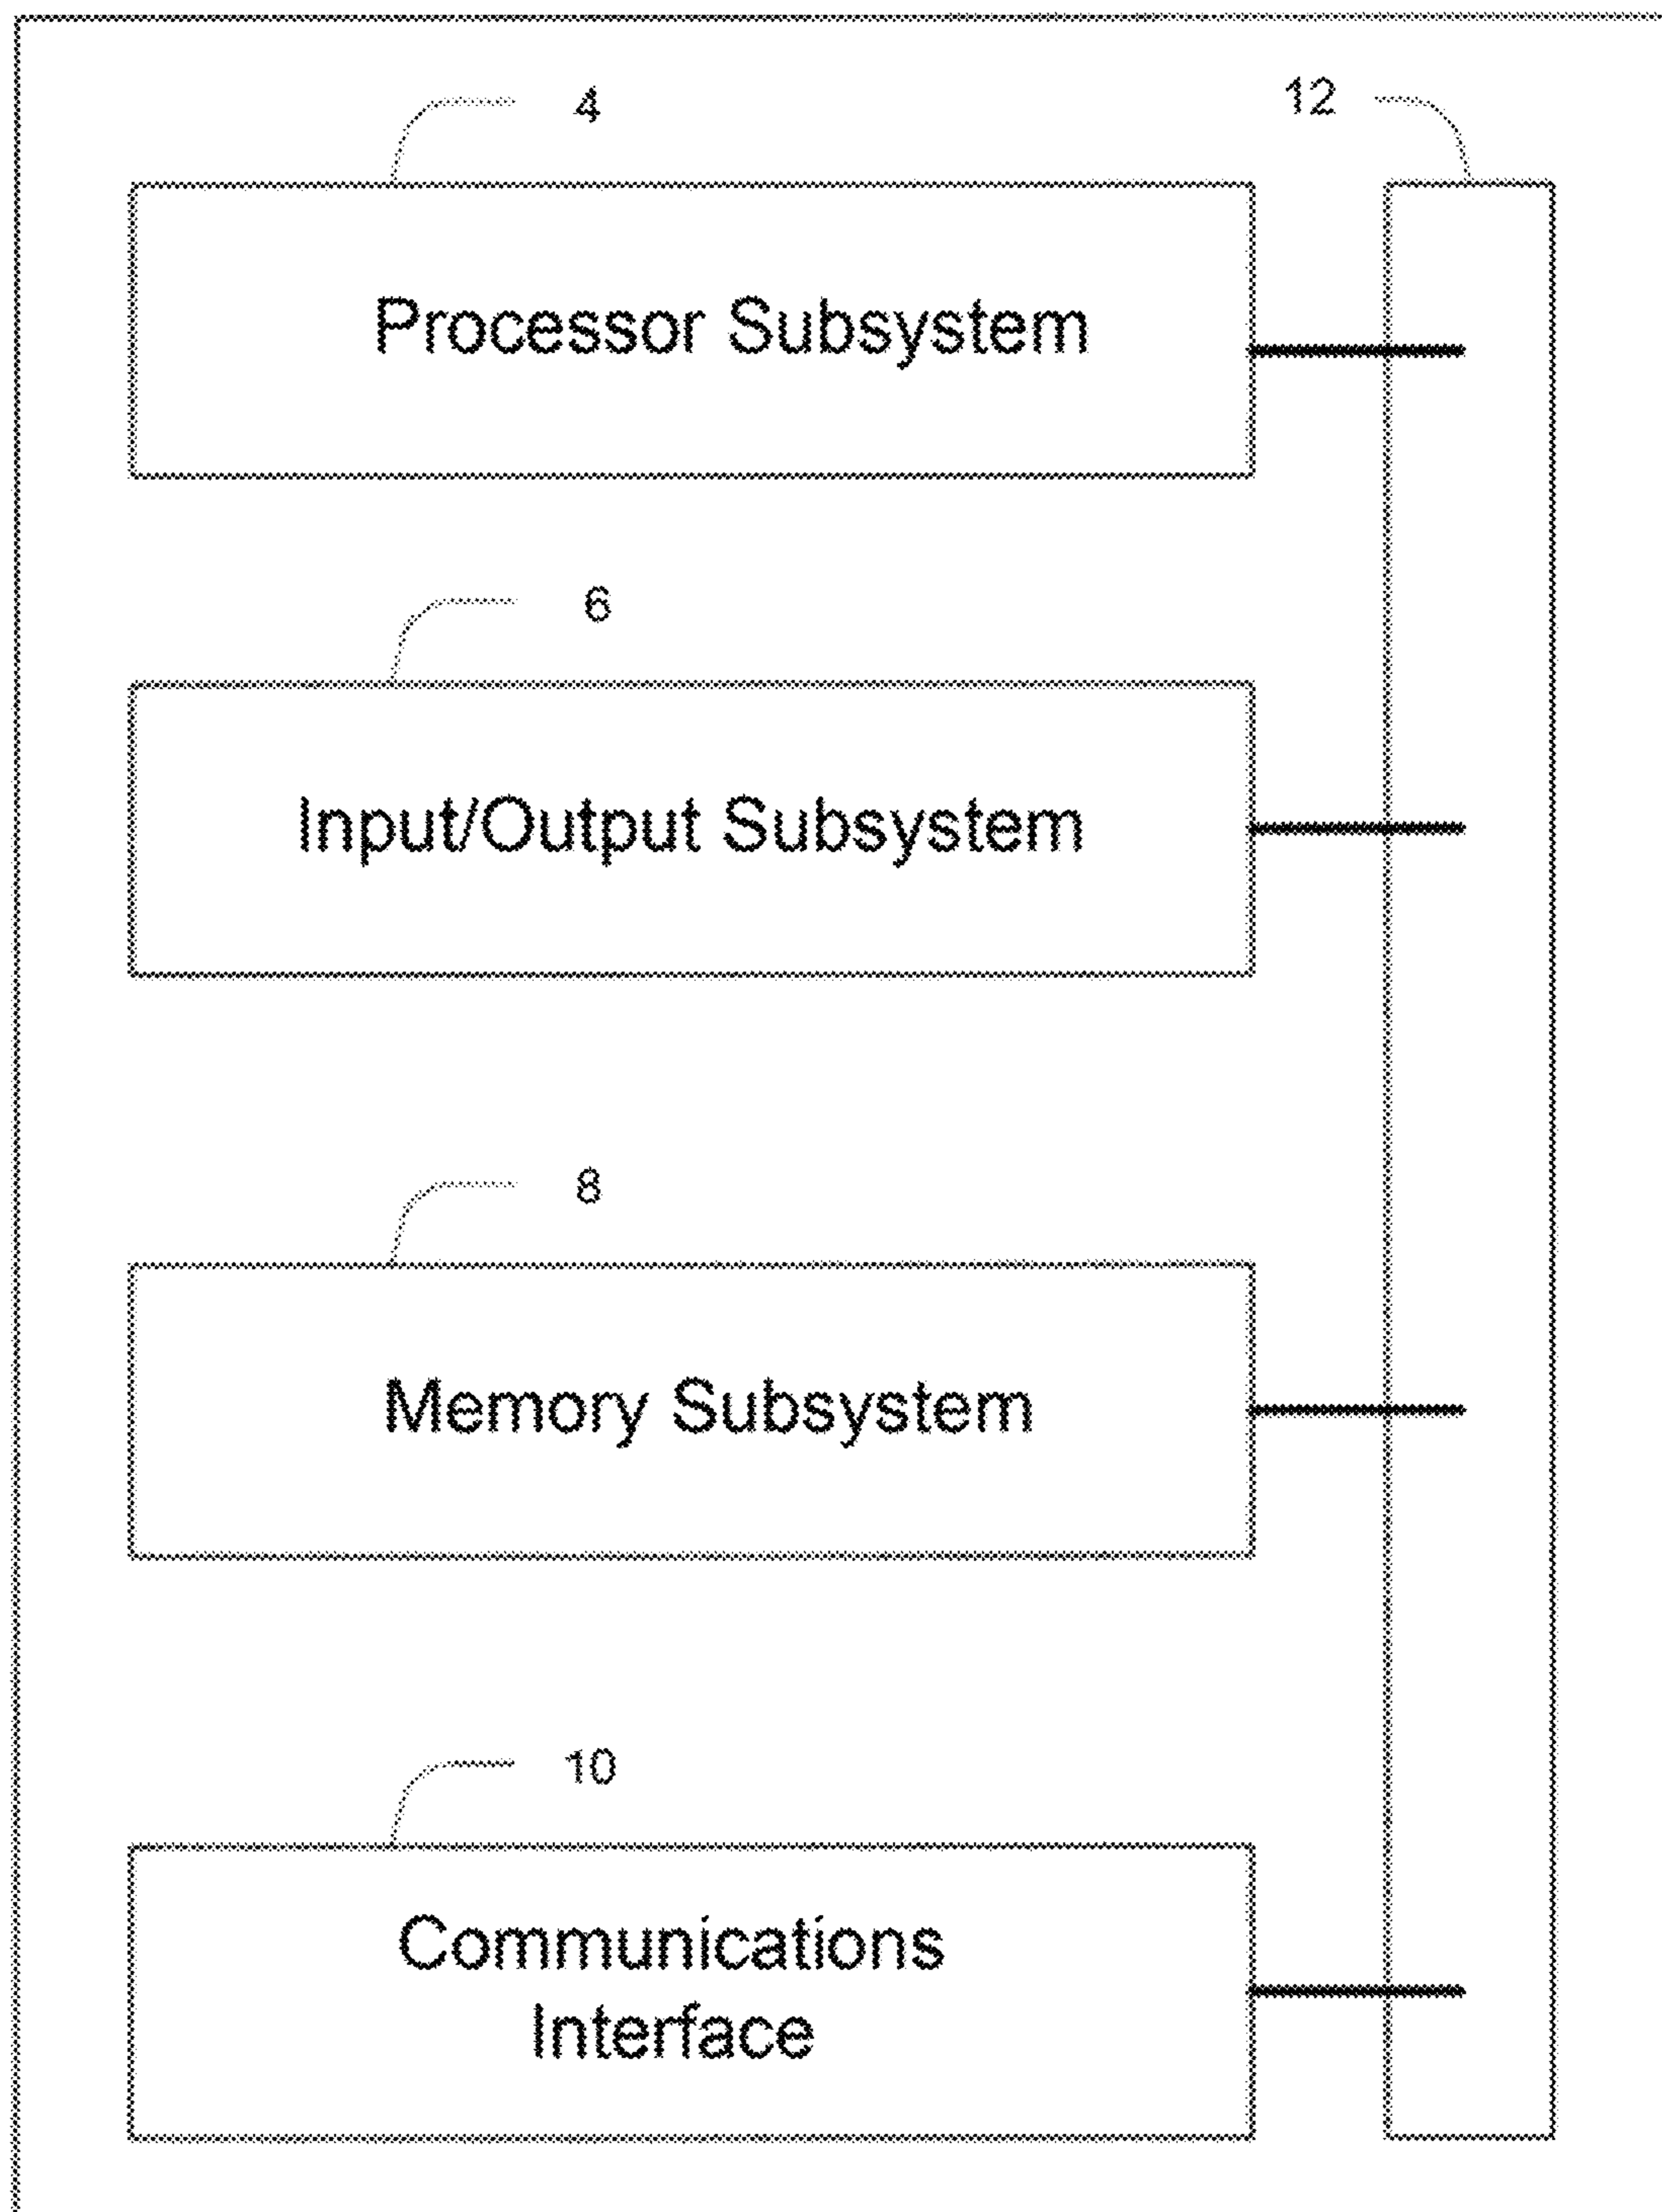 4
12
Processor Subsystem
6
Input/Output Subsystem
8
Memory Subsystem
10
Communications
Interface